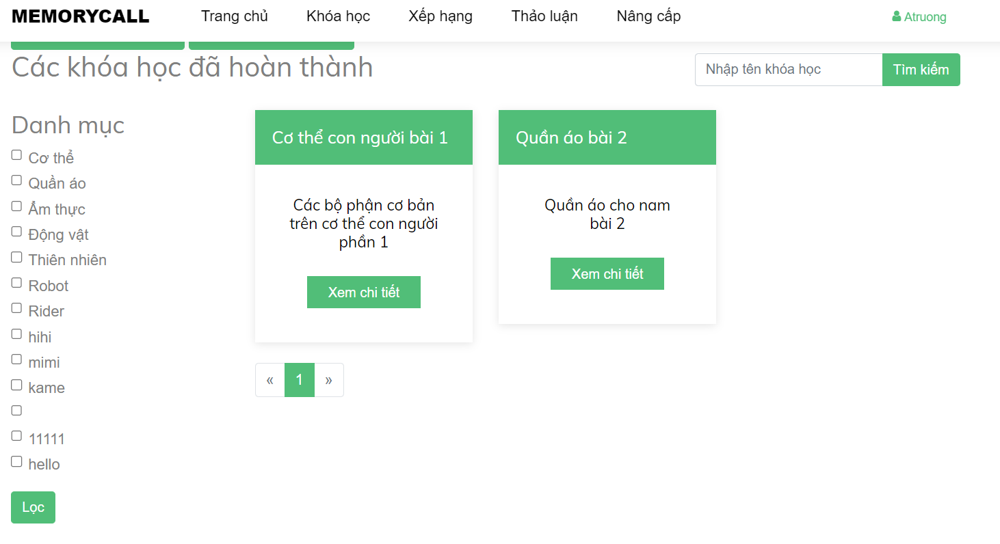 MEMORYCALL
Trang chủ
Khóa học
Xếp hạng
Thảo luận
Nâng cấp
Atruong
Các khóa học đã hoàn thành
Nhập tên khóa học
Tìm kiếm
Danh mục
Cơ thể
Quần áo
Ẩm thực
Động vật
Thiên nhiên
Robot
Rider
hihi
mimi
kame
11111
hello
Lọc
Cơ thể con người bài 1
Các bộ phận cơ bản
trên cơ thể con người
phần 1
Xem chi tiết
Quần áo bài 2
Quần áo cho nam
bài 2
Xem chi tiết
« 1 »